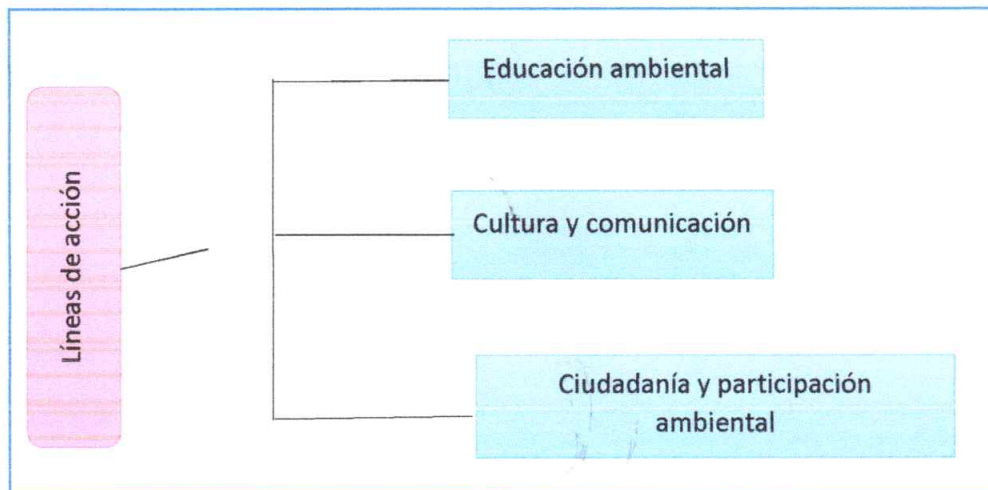 Líneas de acción
Educación ambiental
Cultura y comunicación
Ciudadanía y participación
ambiental